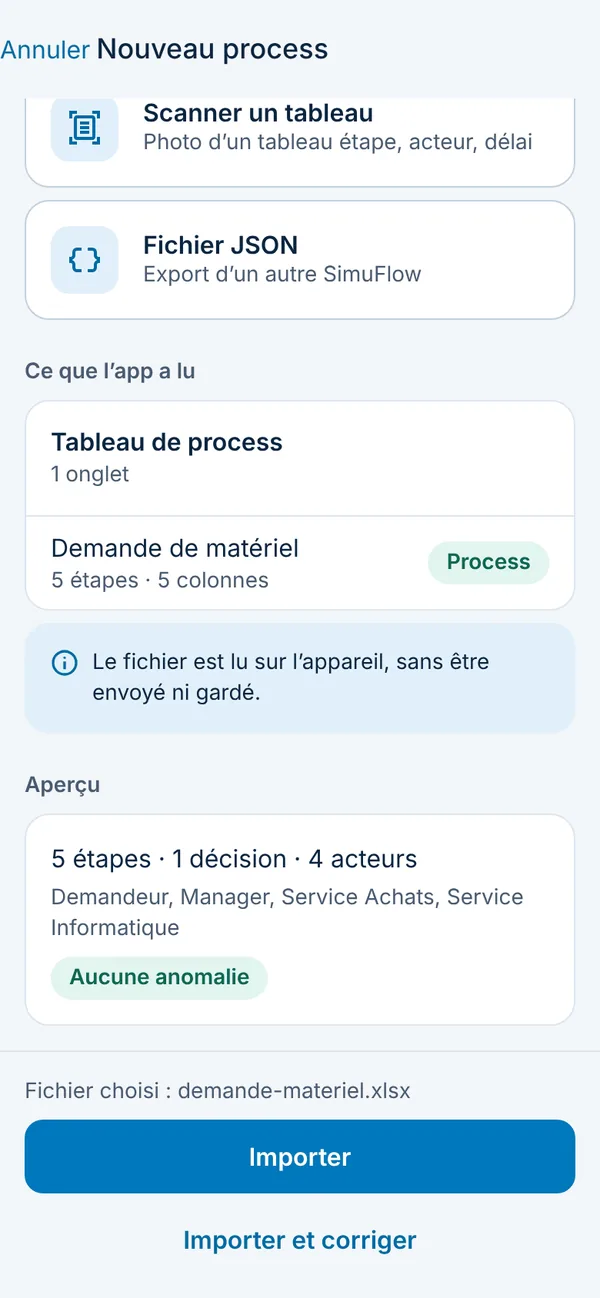 Annuler Nouveau process
Scanner un tableau
Photo d’un tableau étape, acteur, délai
{ } Fichier JSON
Export d’un autre SimuFlow
Ce que l’app a lu
Tableau de process
1 onglet
Demande de matériel
5 étapes · 5 colonnes
Process
Le fichier est lu sur l’appareil, sans être
envoyé ni gardé.
Aperçu
5 étapes · 1 décision · 4 acteurs
Demandeur, Manager, Service Achats, Service
Informatique
Aucune anomalie
Fichier choisi : demande-materiel.xlsx
Importer
Importer et corriger